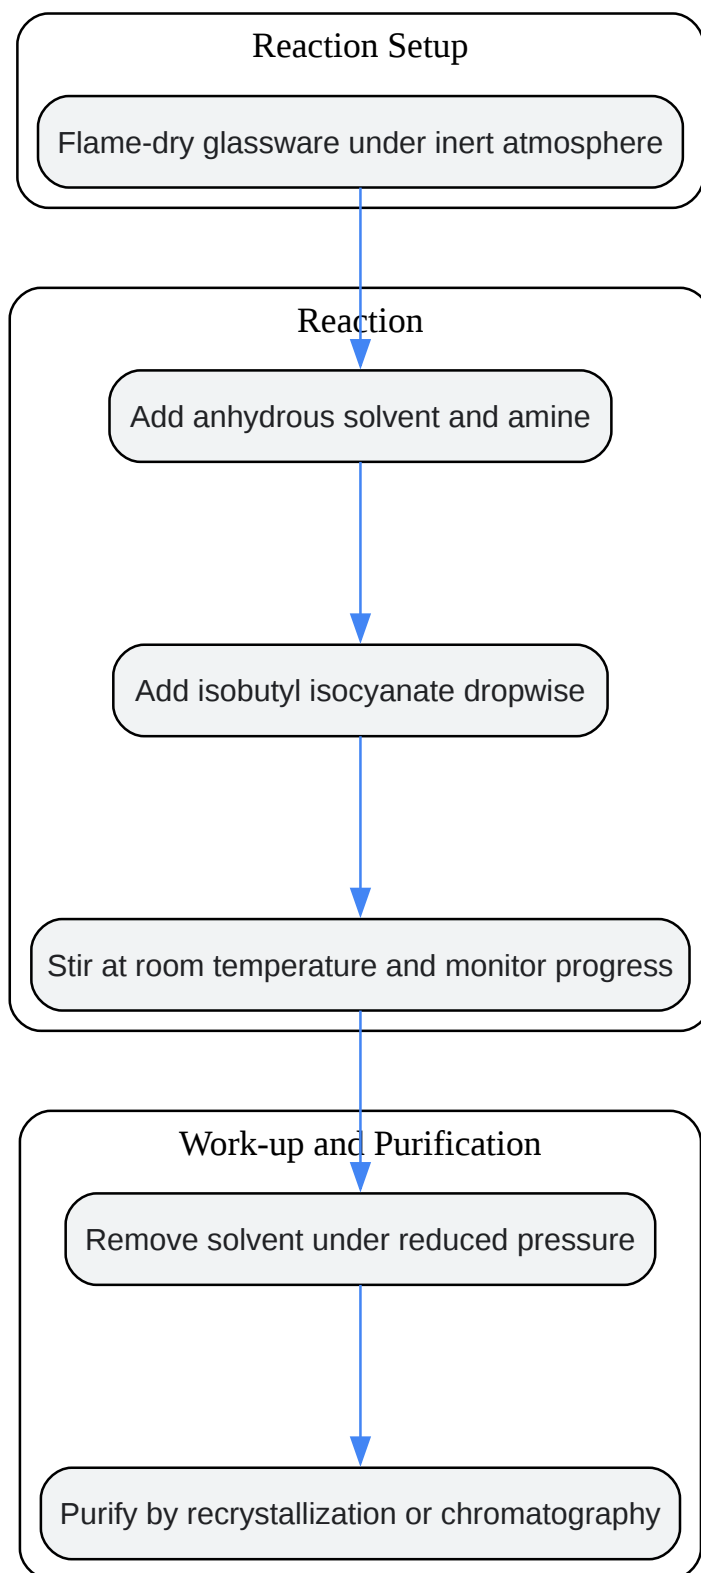 Reaction Setup
Flame-dry glassware under inert atmosphere
Reaction
Add anhydrous solvent and amine
Add isobutyl isocyanate dropwise
Stir at room temperature and monitor progress
Work-up and Purification
Remove solvent under reduced pressure
Purify by recrystallization or chromatography